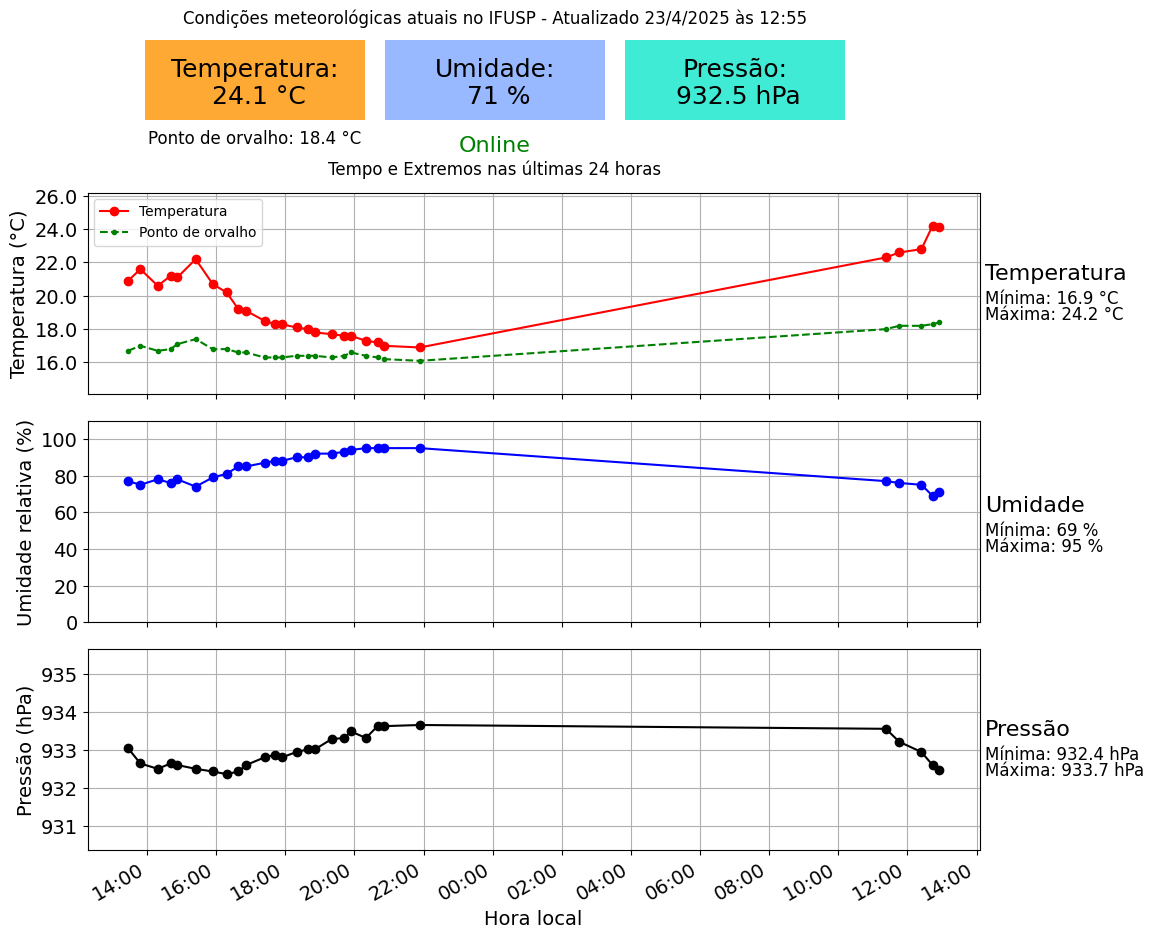 Condições meteorológicas atuais no IFUSP - Atualizado 23/4/2025 às 12:55
Temperatura:
24.1 °C
Umidade:
71 %
Pressão:
932.5 hPa
Ponto de orvalho: 18.4 °C
Online
Tempo e Extremos nas últimas 24 horas
Temperatura (°C)
26.0
24.0
22.0
20.0
18.0
16.0
Temperatura
Ponto de orvalho
Temperatura
Mínima: 16.9 °C
Máxima: 24.2 °C
Umidade relativa (%)
100
80
60
40
20
0
Umidade
Mínima: 69 %
Máxima: 95 %
Pressão (hPa)
935
934
933
932
931
Pressão
Mínima: 932.4 hPa
Máxima: 933.7 hPa
14:00 16:00 18:00 20:00 22:00 00:00 02:00 04:00 06:00 08:00 10:00 12:00 14:00
Hora local